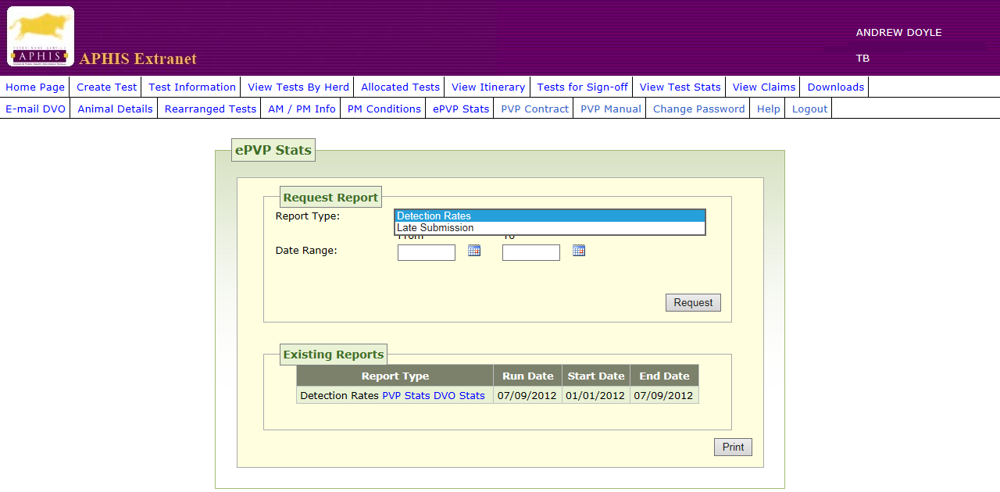 ANDREW DOYLE
APHIS
APHIS Extranet
TB
Home Page Create Test Test Information View Tests By Herd Allocated Tests View Itinerary Tests for Sign-off View Test Stats View Claims Downloads
E-mail DVO Animal Details Rearranged Tests AM / PM Info PM Conditions ePVP Stats PVP Contract PVP Manual Change Password Help Logout
ePVP Stats
Request Report
Report Type: Detection Rates
Late Submission
From To
Date Range:
Request
Existing Reports
Report Type Run Date Start Date End Date
Detection Rates PVP Stats DVO Stats 07/09/2012 01/01/2012 07/09/2012
Print